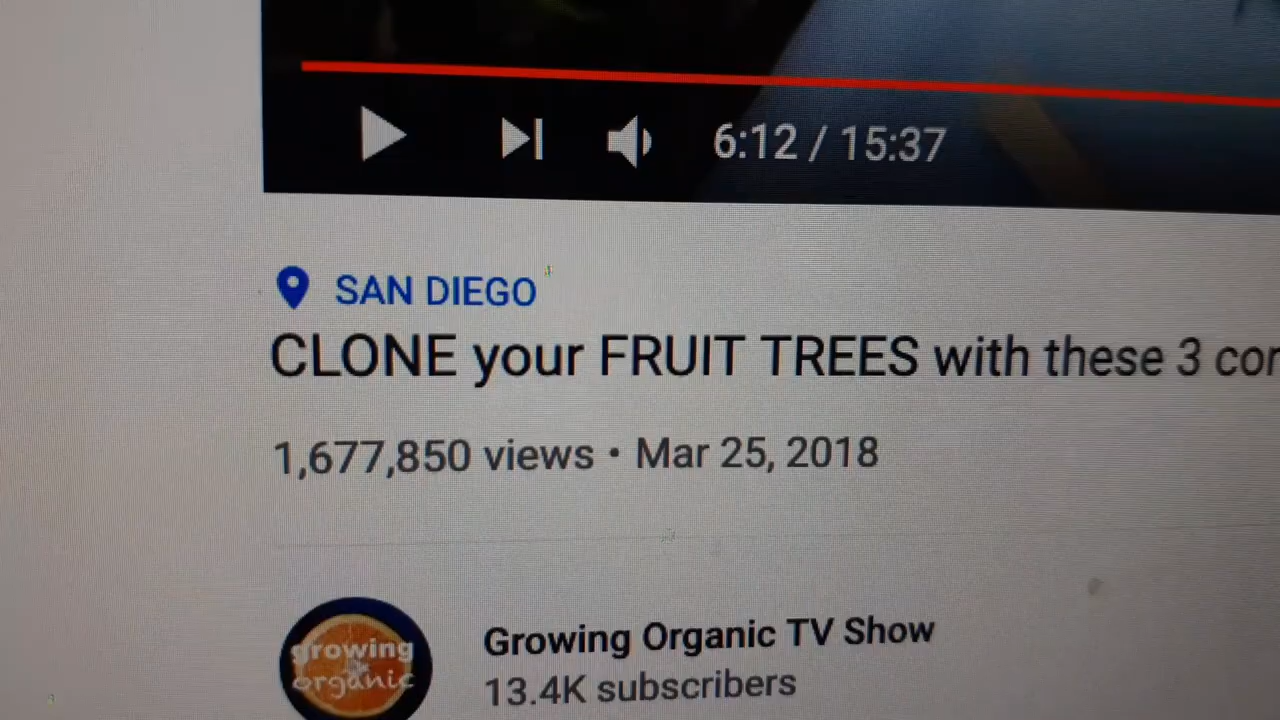 6:12 / 15:37
SAN DIEGO
CLONE your FRUIT TREES with these 3
1,677,850 views • Mar 25, 2018
growing
organic
Growing Organic TV Show
13.4K subscribers